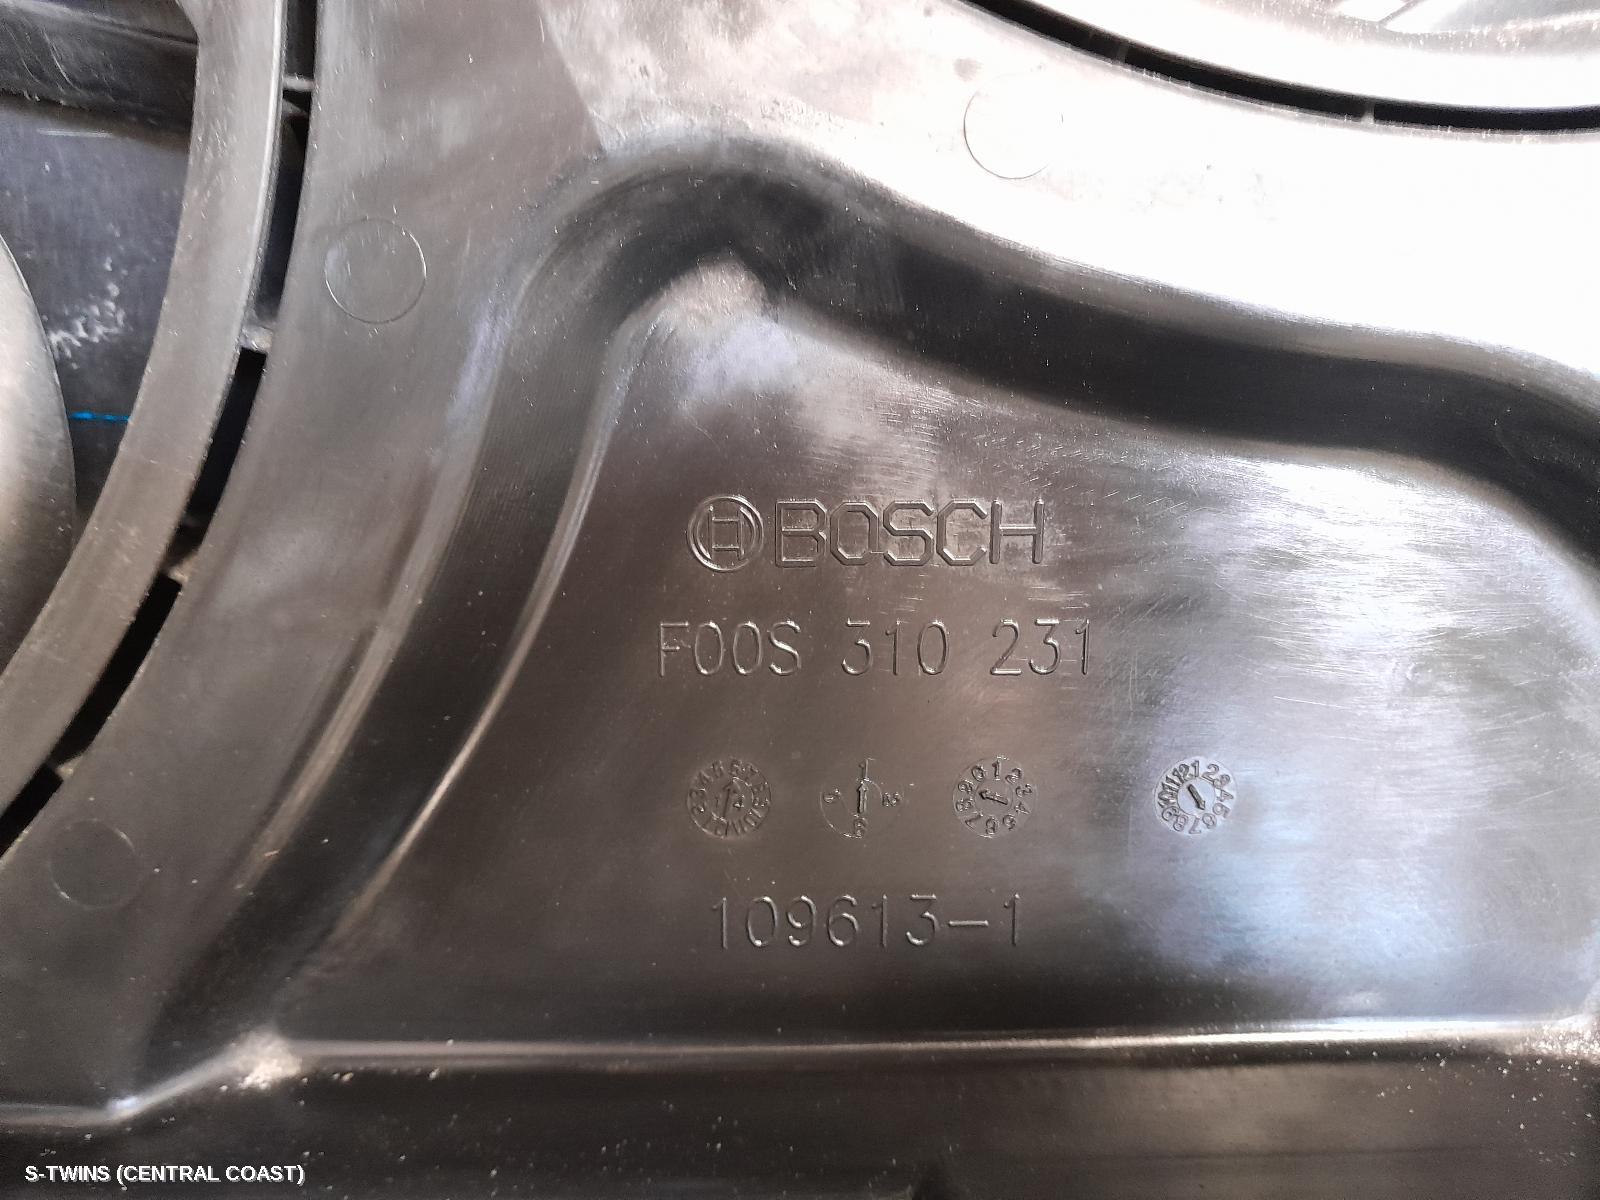 BOSCH
F00S 310 231
109613-1
S-TWINS (CENTRAL COAST)